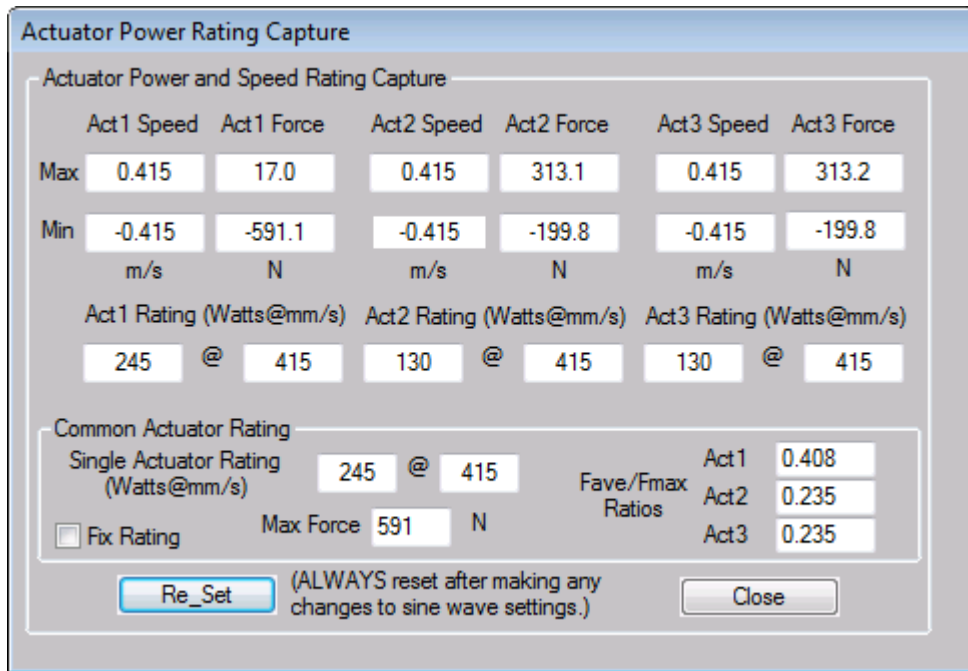 Actuator Power Rating Capture
Actuator Power and Speed Rating Capture
Act1 Speed Act1 Force Act2 Speed Act2 Force Act3 Speed Act3 Force
Max 0.415 17.0 0.415 313.1 0.415 313.2
Min -0.415 -591.1 -0.415 -199.8 -0.415 -199.8
m/s N m/s N m/s N
Act1 Rating (Watts@mm/s) Act2 Rating (Watts@mm/s) Act3 Rating (Watts@mm/s)
245 @ 415 130 @ 415 130 @ 415
Common Actuator Rating
Single Actuator Rating
(Watts@mm/s)
245 @ 415
Fix Rating
Max Force 591 N
Fave/Fmax
Ratios
Act1 0.408
Act2 0.235
Act3 0.235
Re_Set
(ALWAYS reset after making any
changes to sine wave settings.)
Close